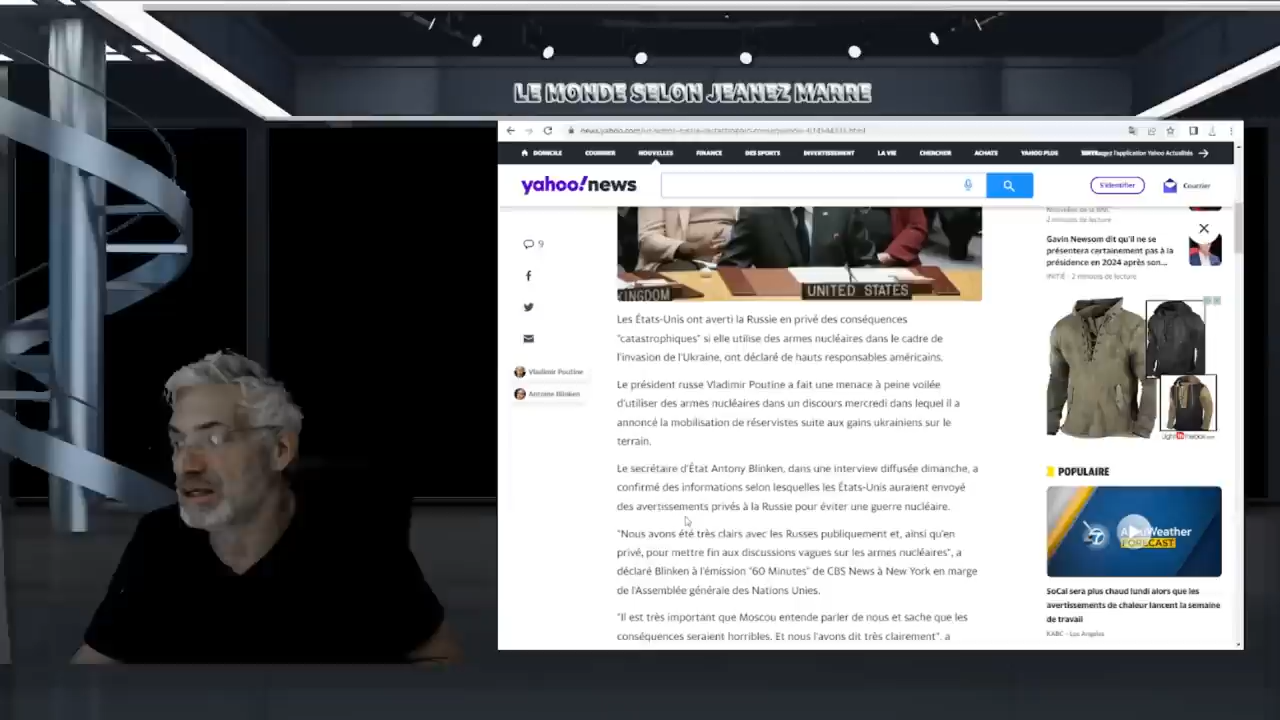 LE MONDE SELON JEANEZ MARRE
DOMICILE COURRIER NOUVELLES FINANCE DES SPORTS DIVERTISSEMENT LA VIE CHERCHER ACHATS YAHOO PLUS l'application Yahoo Actualités
yahoo!news
S'identifier
Courrier
9
Vladimir Poutine
Antoine Blinken
KINGDOM
UNITED STATES
Les États-Unis ont averti la Russie en privé des conséquences
"catastrophiques" si elle utilise des armes nucléaires dans le cadre de
l'invasion de l'Ukraine, ont déclaré de hauts responsables américains.
Le président russe Vladimir Poutine a fait une menace à peine voilée
d'utiliser des armes nucléaires dans un discours mercredi dans lequel il a
annoncé la mobilisation de réservistes suite aux gains ukrainiens sur le
terrain.
Le secrétaire d'État Antony Blinken, dans une interview diffusée dimanche, a
confirmé des informations selon lesquelles les États-Unis auraient envoyé
des avertissements privés à la Russie pour éviter une guerre nucléaire.
"Nous avons été très clairs avec les Russes publiquement et, ainsi qu'en
privé, pour mettre fin aux discussions vagues sur les armes nucléaires", a
déclaré Blinken à l'émission "60 Minutes" de CBS News à New York en marge
de l'Assemblée générale des Nations Unies.
"Il est très important que Moscou entende parler de nous et sache que les
conséquences seraient horribles. Et nous l'avons dit très clairement", a
2 minutes de lecture
Gavin Newsom dit qu'il ne se
présentera certainement pas à la
présidence en 2024 après son...
INITIÉ · 2 minutes de lecture
POPULAIRE
AccuWeather
FORECAST
SoCal sera plus chaud lundi alors que les
avertissements de chaleur lancent la semaine
de travail
KABC – Los Angeles